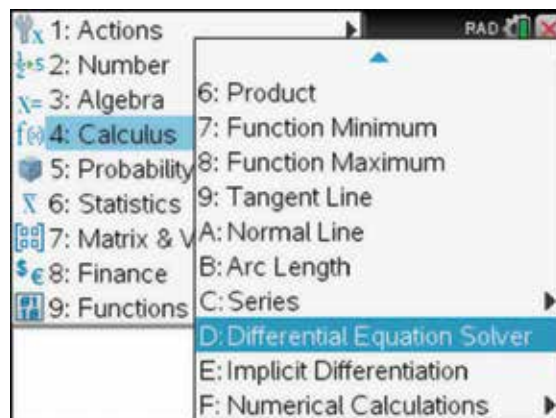 RAD
1: Actions
2: Number
3: Algebra
4: Calculus
5: Probability
6: Statistics
7: Matrix & V
8: Finance
9: Functions
6: Product
7: Function Minimum
8: Function Maximum
9: Tangent Line
A: Normal Line
B: Arc Length
C: Series
D: Differential Equation Solver
E: Implicit Differentiation
F: Numerical Calculations